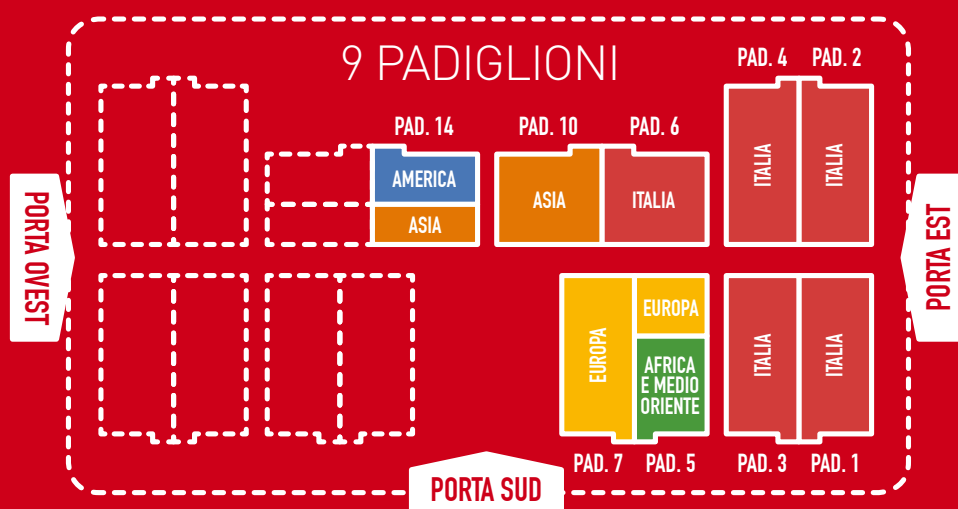 9 PADIGLIONI
PAD. 4
PAD. 2
PAD. 14
PAD. 10
PAD. 6
AMERICA
ASIA
ASIA
ITALIA
ITALIA
ITALIA
PORTA OVEST
PORTA EST
EUROPA
EUROPA
AFRICA
E MEDIO
ORIENTE
ITALIA
ITALIA
PAD. 7
PAD. 5
PAD. 3
PAD. 1
PORTA SUD